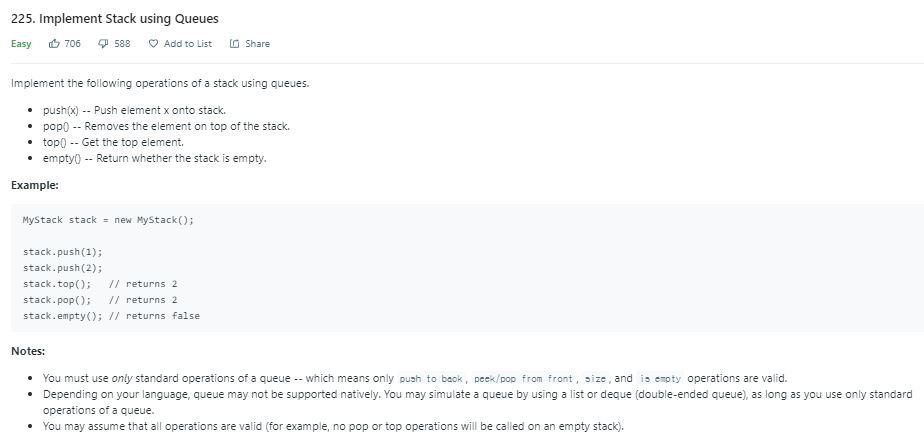 225. Implement Stack using Queues
Easy 706 588 Add to List Share
Implement the following operations of a stack using queues.
• push(x) -- Push element x onto stack.
• pop() -- Removes the element on top of the stack.
• top() -- Get the top element.
• empty() -- Return whether the stack is empty.
Example:
MyStack stack = new MyStack();
stack.push(1);
stack.push(2);
stack.top();   // returns 2
stack.pop();   // returns 2
stack.empty(); // returns false
Notes:
• You must use only standard operations of a queue -- which means only push to back, peek/pop from front, size, and is empty operations are valid.
• Depending on your language, queue may not be supported natively. You may simulate a queue by using a list or deque (double-ended queue), as long as you use only standard
operations of a queue.
• You may assume that all operations are valid (for example, no pop or top operations will be called on an empty stack).